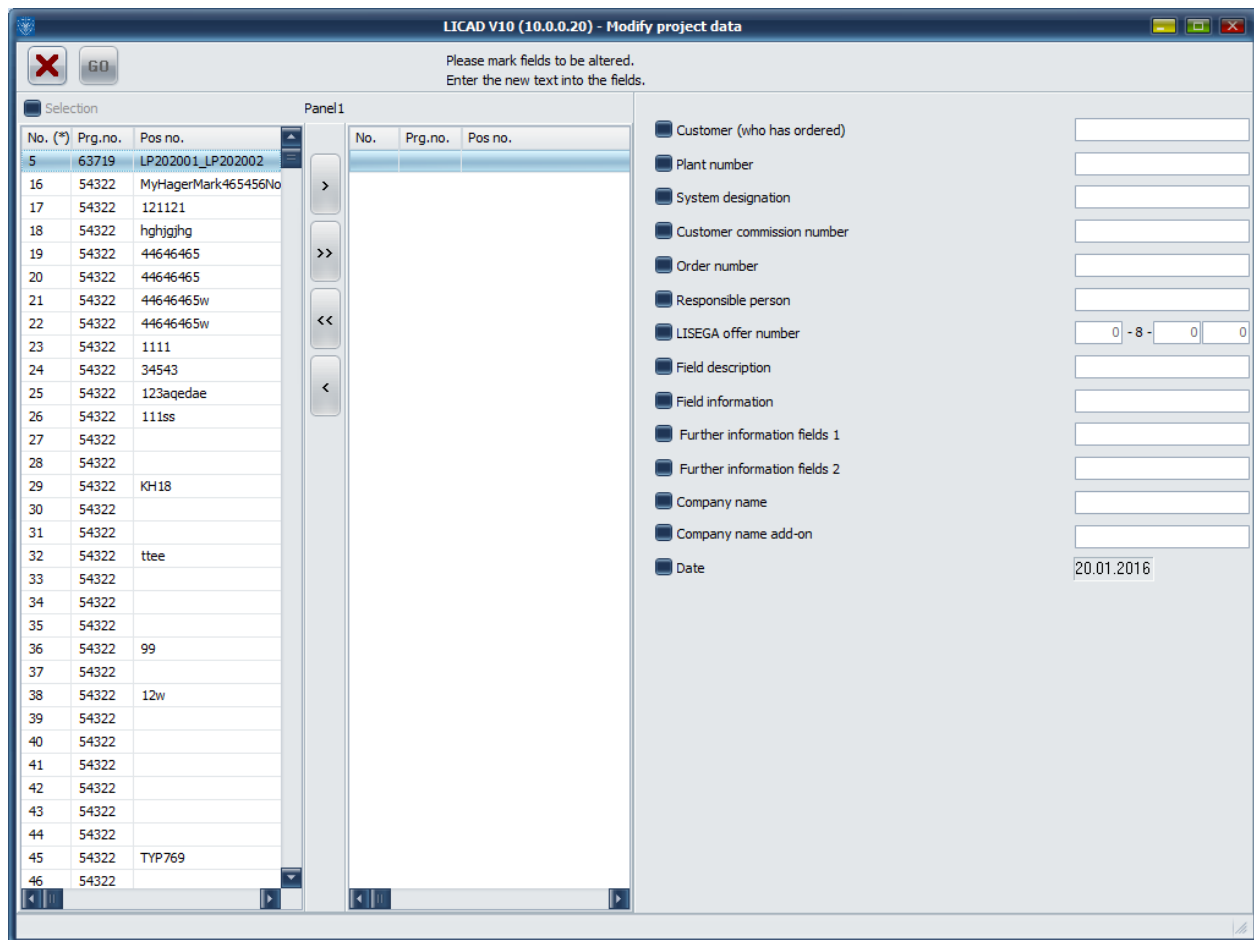 LICAD V10 (10.0.0.20) - Modify project data
GO
Please mark fields to be altered.
Enter the new text into the fields.
Selection
Panel1
No. (*) Prg.no. Pos no.
5 63719 LP202001_LP202002
16 54322 MyHagerMark465456No
17 54322 121121
18 54322 hghjgjhg
19 54322 44646465
20 54322 44646465
21 54322 44646465w
22 54322 44646465w
23 54322 1111
24 54322 34543
25 54322 123aqedae
26 54322 111ss
27 54322
28 54322
29 54322 KH18
30 54322
31 54322
32 54322 ttee
33 54322
34 54322
35 54322
36 54322 99
37 54322
38 54322 12w
39 54322
40 54322
41 54322
42 54322
43 54322
44 54322
45 54322 TYP769
46 54322
>
>>
<<
<
No. Prg.no. Pos no.
Customer (who has ordered)
Plant number
System designation
Customer commission number
Order number
Responsible person
LISEGA offer number 0 - 8 - 0 0
Field description
Field information
Further information fields 1
Further information fields 2
Company name
Company name add-on
Date 20.01.2016